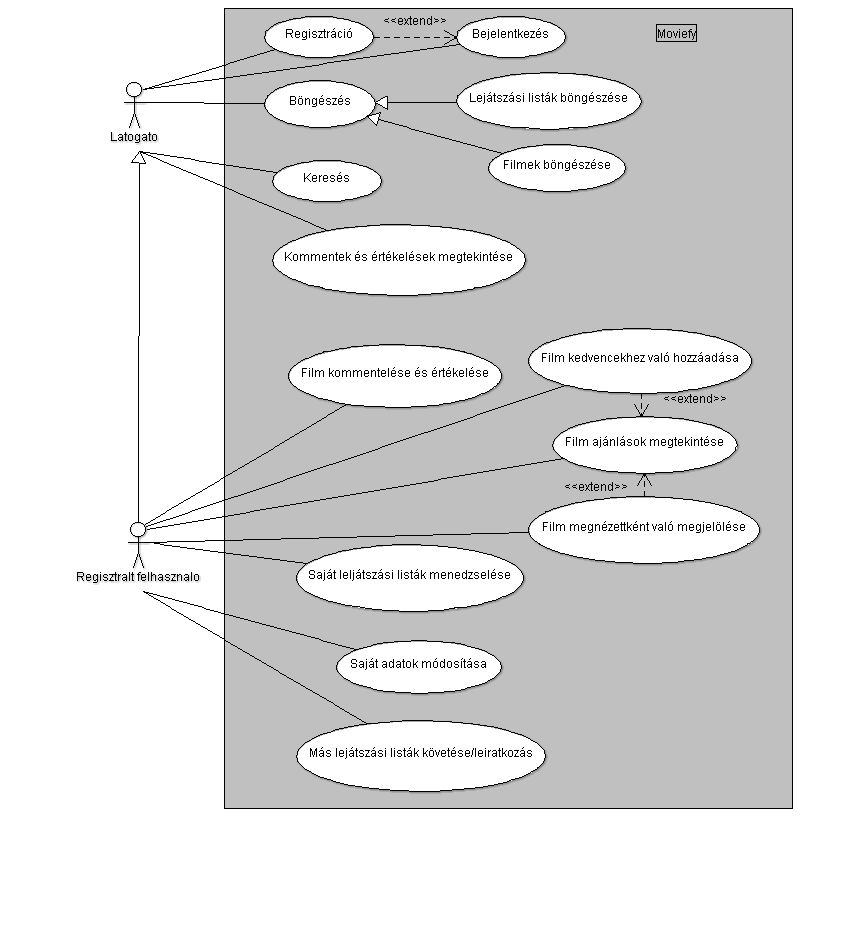 Moviefy
Regisztráció
<<extend>>
Bejelentkezés
Böngészés
Lejátszási listák böngészése
Latogato
Filmek böngészése
Keresés
Kommentek és értékelések megtekintése
Film kommentelése és értékelése
Film kedvencekhez való hozzáadása
<<extend>>
Film ajánlások megtekintése
<<extend>>
Film megnézettként való megjelölése
Regisztralt felhasznalo
Saját leljátszási listák menedzselése
Saját adatok módosítása
Más lejátszási listák követése/leiratkozás